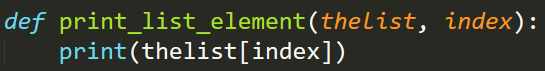 def print_list_element(thelist, index):
    print(thelist[index])